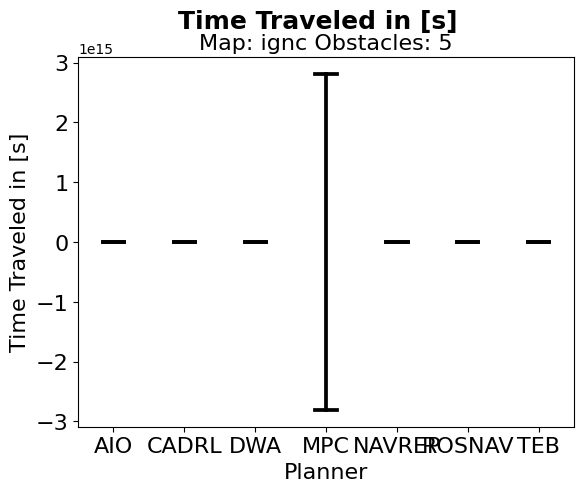 Time Traveled in [s]
Map: ignc Obstacles: 5
1e15
3
2
1
0
−1
−2
−3
Time Traveled in [s]
AIO CADRL DWA MPC NAVREP ROSNAV TEB
Planner